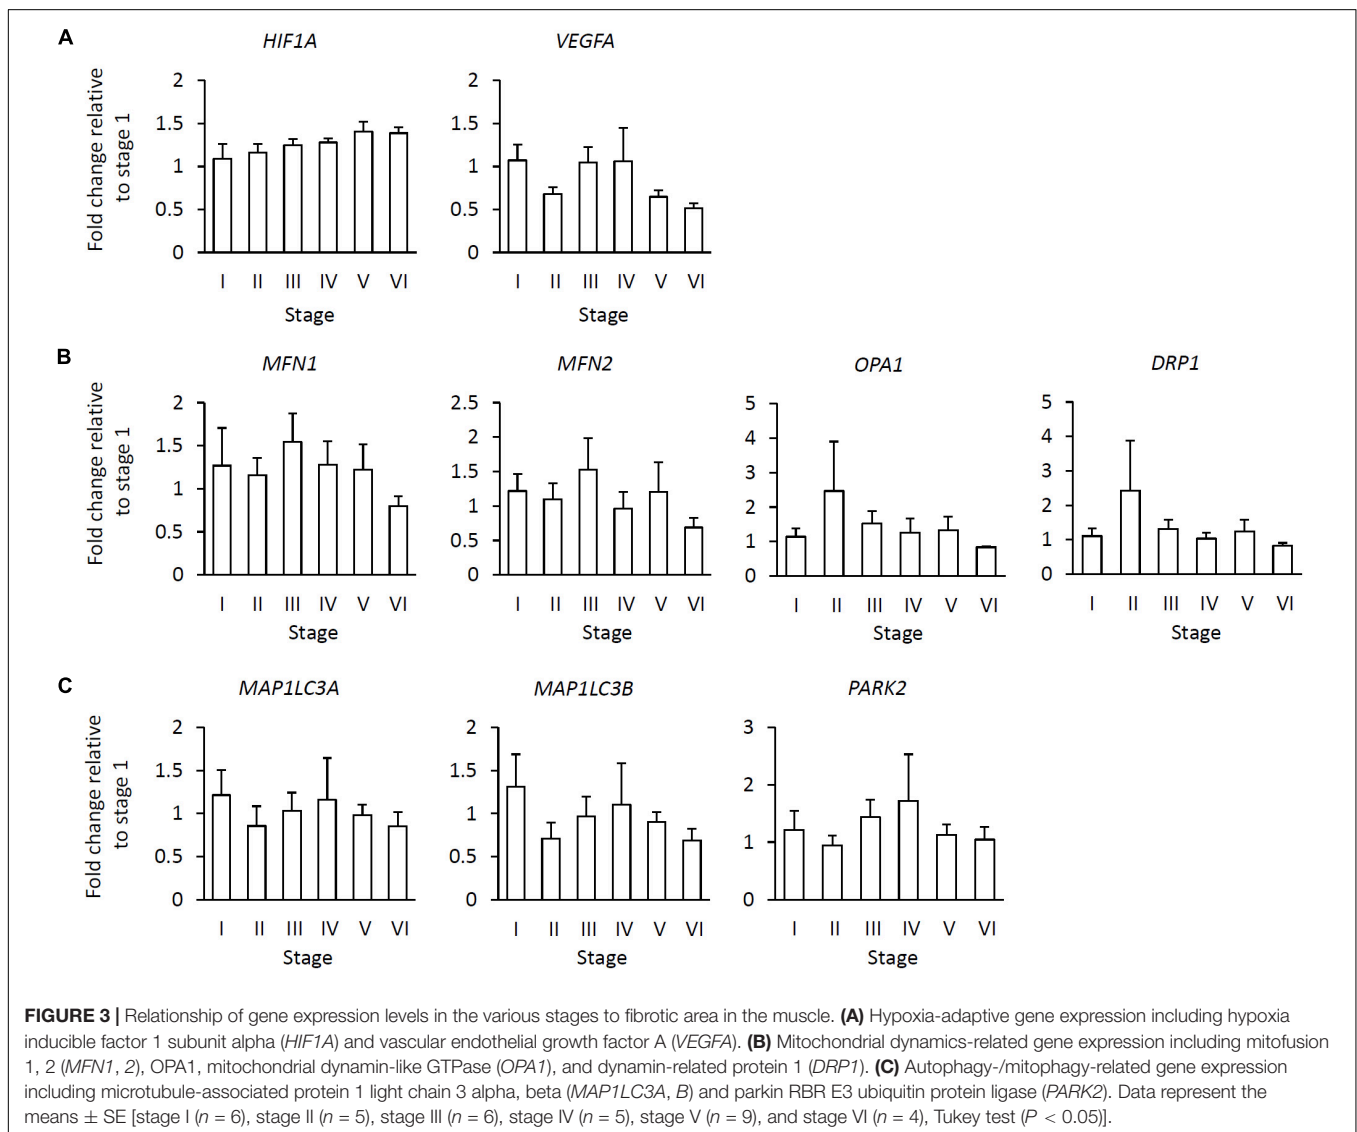 A
HIF1A
VEGFA
Fold change relative
to stage 1
2
1.5
1
0.5
0
I II III IV V VI
Stage
2
1.5
1
0.5
0
I II III IV V VI
Stage
B
MFN1
MFN2
OPA1
DRP1
Fold change relative
to stage 1
2
1.5
1
0.5
0
I II III IV V VI
Stage
2.5
2
1.5
1
0.5
0
I II III IV V VI
Stage
5
4
3
2
1
0
I II III IV V VI
Stage
5
4
3
2
1
0
I II III IV V VI
Stage
C
MAP1LC3A
MAP1LC3B
PARK2
Fold change relative
to stage 1
2
1.5
1
0.5
0
I II III IV V VI
Stage
2
1.5
1
0.5
0
I II III IV V VI
Stage
3
2
1
0
I II III IV V VI
Stage
FIGURE 3 | Relationship of gene expression levels in the various stages to fibrotic area in the muscle. (A) Hypoxia-adaptive gene expression including hypoxia
inducible factor 1 subunit alpha (HIF1A) and vascular endothelial growth factor A (VEGFA). (B) Mitochondrial dynamics-related gene expression including mitofusion
1, 2 (MFN1, 2), OPA1, mitochondrial dynamin-like GTPase (OPA1), and dynamin-related protein 1 (DRP1). (C) Autophagy-/mitophagy-related gene expression
including microtubule-associated protein 1 light chain 3 alpha, beta (MAP1LC3A, B) and parkin RBR E3 ubiquitin protein ligase (PARK2). Data represent the
means ± SE [stage I (n = 6), stage II (n = 5), stage III (n = 6), stage IV (n = 5), stage V (n = 9), and stage VI (n = 4), Tukey test (P < 0.05)].